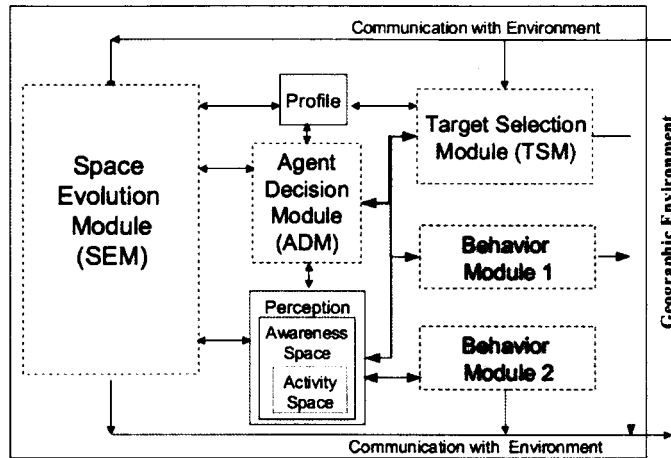 Communication with Environment
Profile
Target Selection
Module (TSM)
Space
Evolution
Module
(SEM)
Agent
Decision
Module
(ADM)
Behavior
Module 1
Perception
Awareness
Space
Activity
Space
Behavior
Module 2
Communication with Environment
Geographic Environment